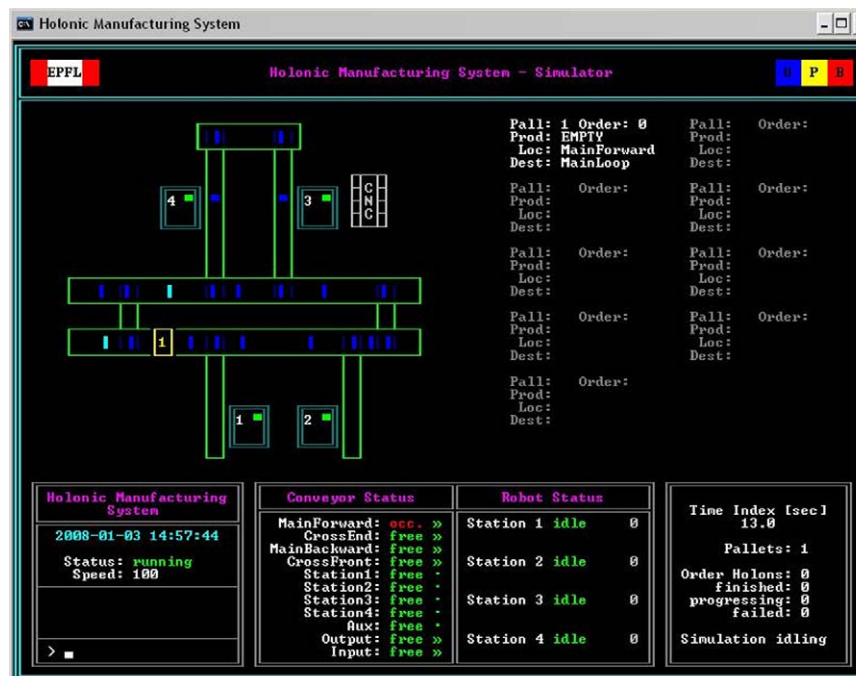 Holonic Manufacturing System
EPFL
Holonic Manufacturing System - Simulator
U P B
Pall: 1 Order: 0
Prod: EMPTY
Loc: MainForward
Dest: MainLoop
Pall: Order:
Prod:
Loc:
Dest:
Pall: Order:
Prod:
Loc:
Dest:
Pall: Order:
Prod:
Loc:
Dest:
Pall: Order:
Prod:
Loc:
Dest:
Pall: Order:
Prod:
Loc:
Dest:
Pall: Order:
Prod:
Loc:
Dest:
Pall: Order:
Prod:
Loc:
Dest:
Pall: Order:
Prod:
Loc:
Dest:
4
3
CNC
1
1
2
Holonic Manufacturing
System
2008-01-03 14:57:44
Status: running
Speed: 100
> 
Conveyor Status
MainForward: occ. »
CrossEnd: free »
MainBackward: free »
CrossFront: free »
Station1: free ·
Station2: free ·
Station3: free ·
Station4: free ·
Aux: free ·
Output: free »
Input: free »
Robot Status
Station 1 idle 0
Station 2 idle 0
Station 3 idle 0
Station 4 idle 0
Time Index [sec]
13.0
Pallets: 1
Order Holons: 0
finished: 0
progressing: 0
failed: 0
Simulation idling